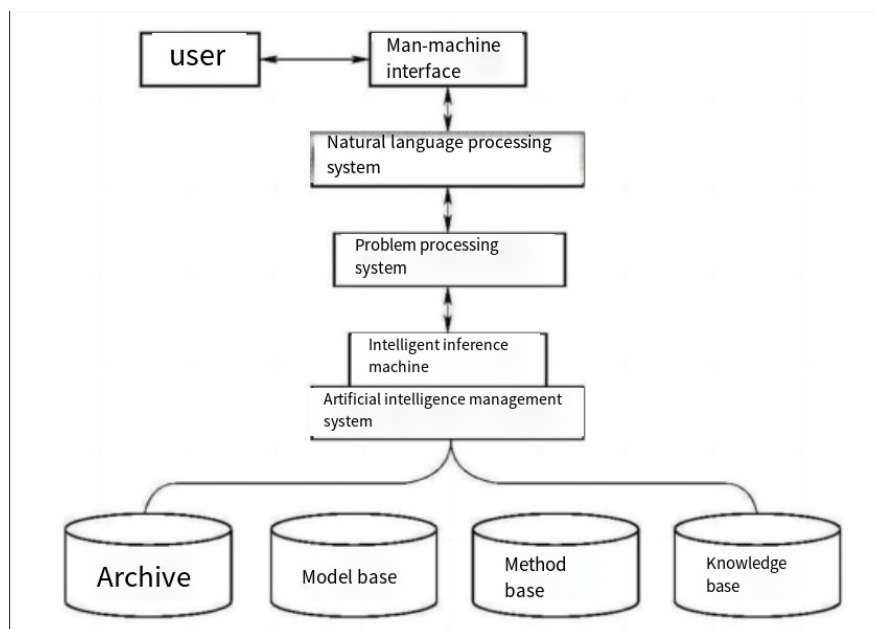 user
Man-machine
interface
Natural language processing
system
Problem processing
system
Intelligent inference
machine
Artificial intelligence management
system
Archive
Model base
Method
base
Knowledge
base